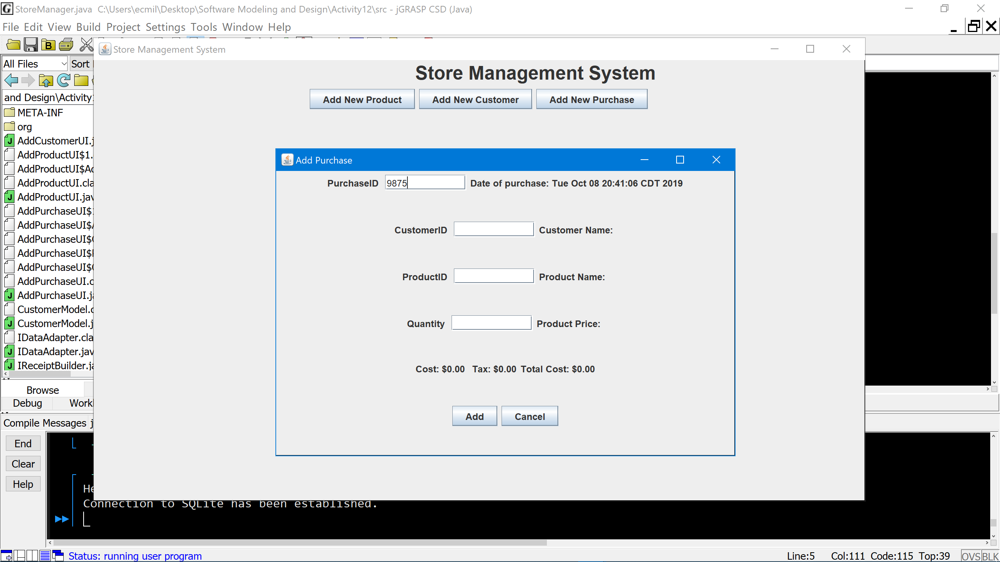 StoreManager.java C:\Users\ecmil\Desktop\Software Modeling and Design\Activity12\src - jGRASP CSD (Java)
File Edit View Build Project Settings Tools Window Help
Store Management System
All Files Sort
Store Management System
Add New Product Add New Customer Add New Purchase
and Design\Activity
META-INF
org
AddCustomerUI.j
AddProductUI$1.
AddProductUI$Ac
AddProductUI.cla
AddProductUI.jav
AddPurchaseUI$
AddPurchaseUI$
AddPurchaseUI$
AddPurchaseUI$
AddPurchaseUI$
AddPurchaseUI.c
AddPurchaseUI.ja
CustomerModel.c
CustomerModel.j
IDataAdapter.cla
IDataAdapter.jav
IReceiptBuilder.ja
Add Purchase
PurchaseID 9875 Date of purchase: Tue Oct 08 20:41:06 CDT 2019
CustomerID Customer Name:
ProductID Product Name:
Quantity Product Price:
Cost: $0.00 Tax: $0.00 Total Cost: $0.00
Add Cancel
Browse
Debug Work
Compile Messages j
End
Clear
Help
He
Connection to SQLite has been established.
Status: running user program
Line:5 Col:111 Code:115 Top:39 OVS BLK